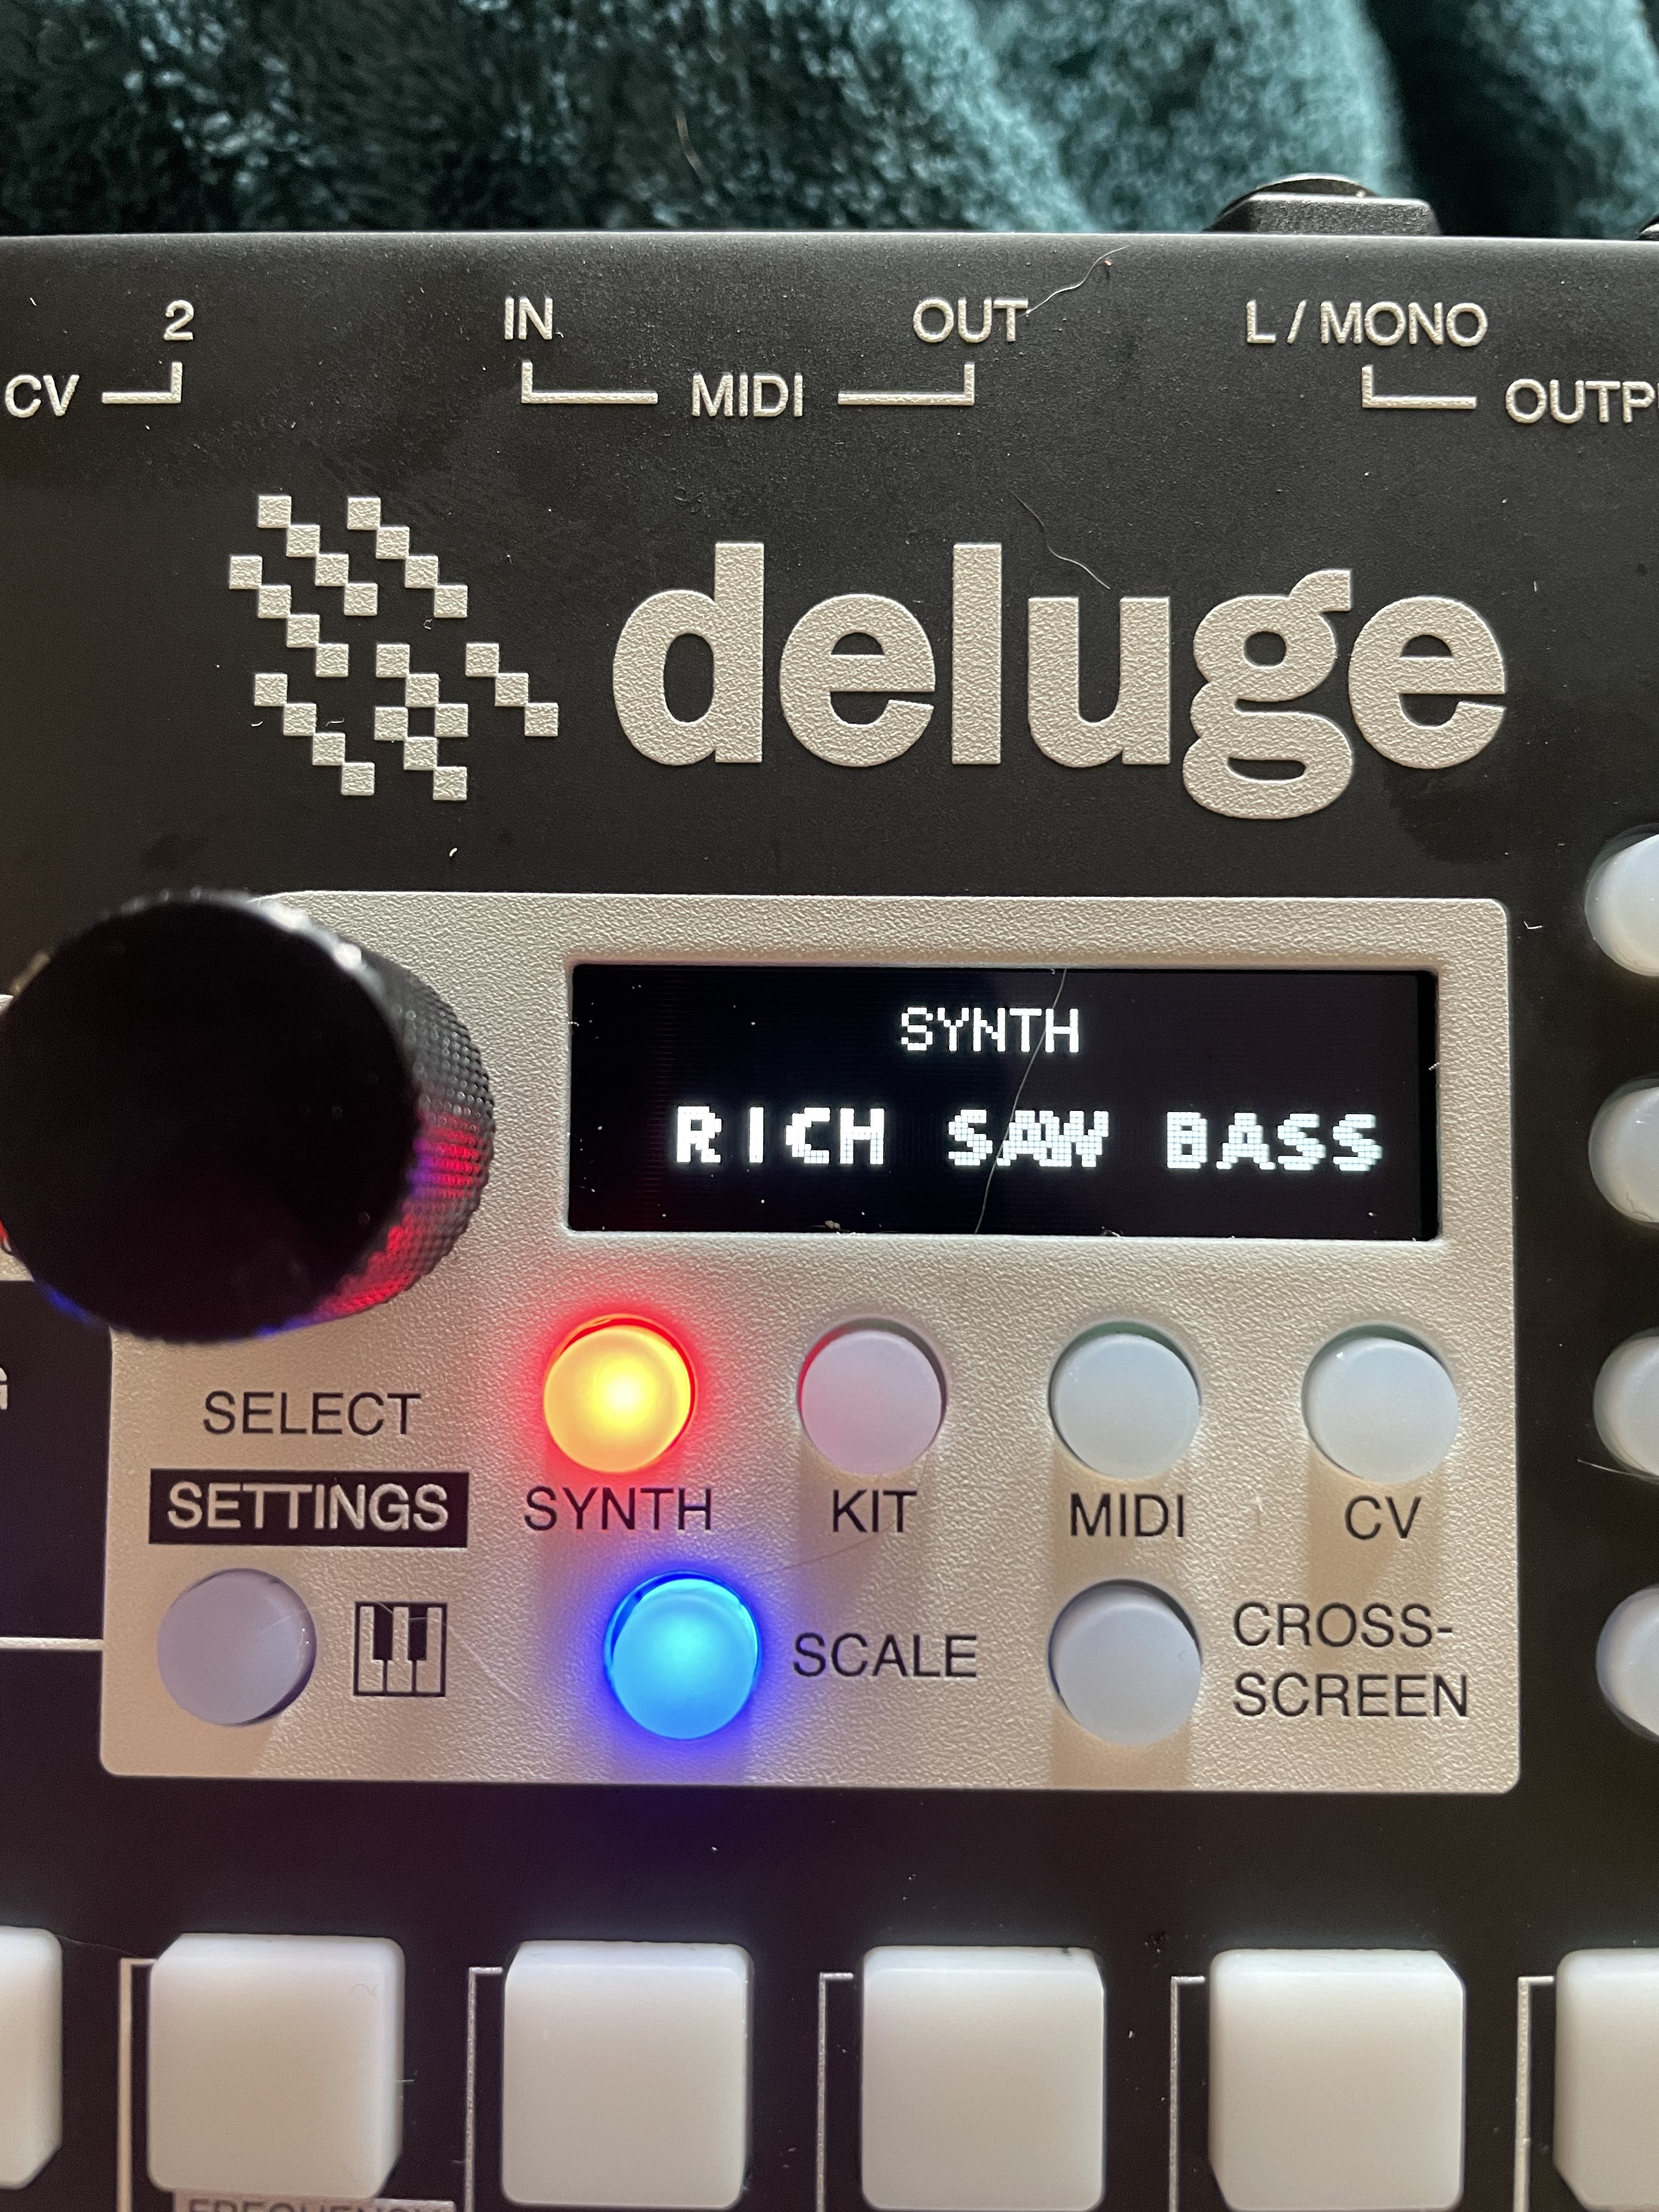 2 IN OUT L / MONO
CV MIDI OUTPU
deluge
SYNTH
RICH SAW BASS
SELECT
SETTINGS SYNTH KIT MIDI CV
SCALE CROSS-
SCREEN